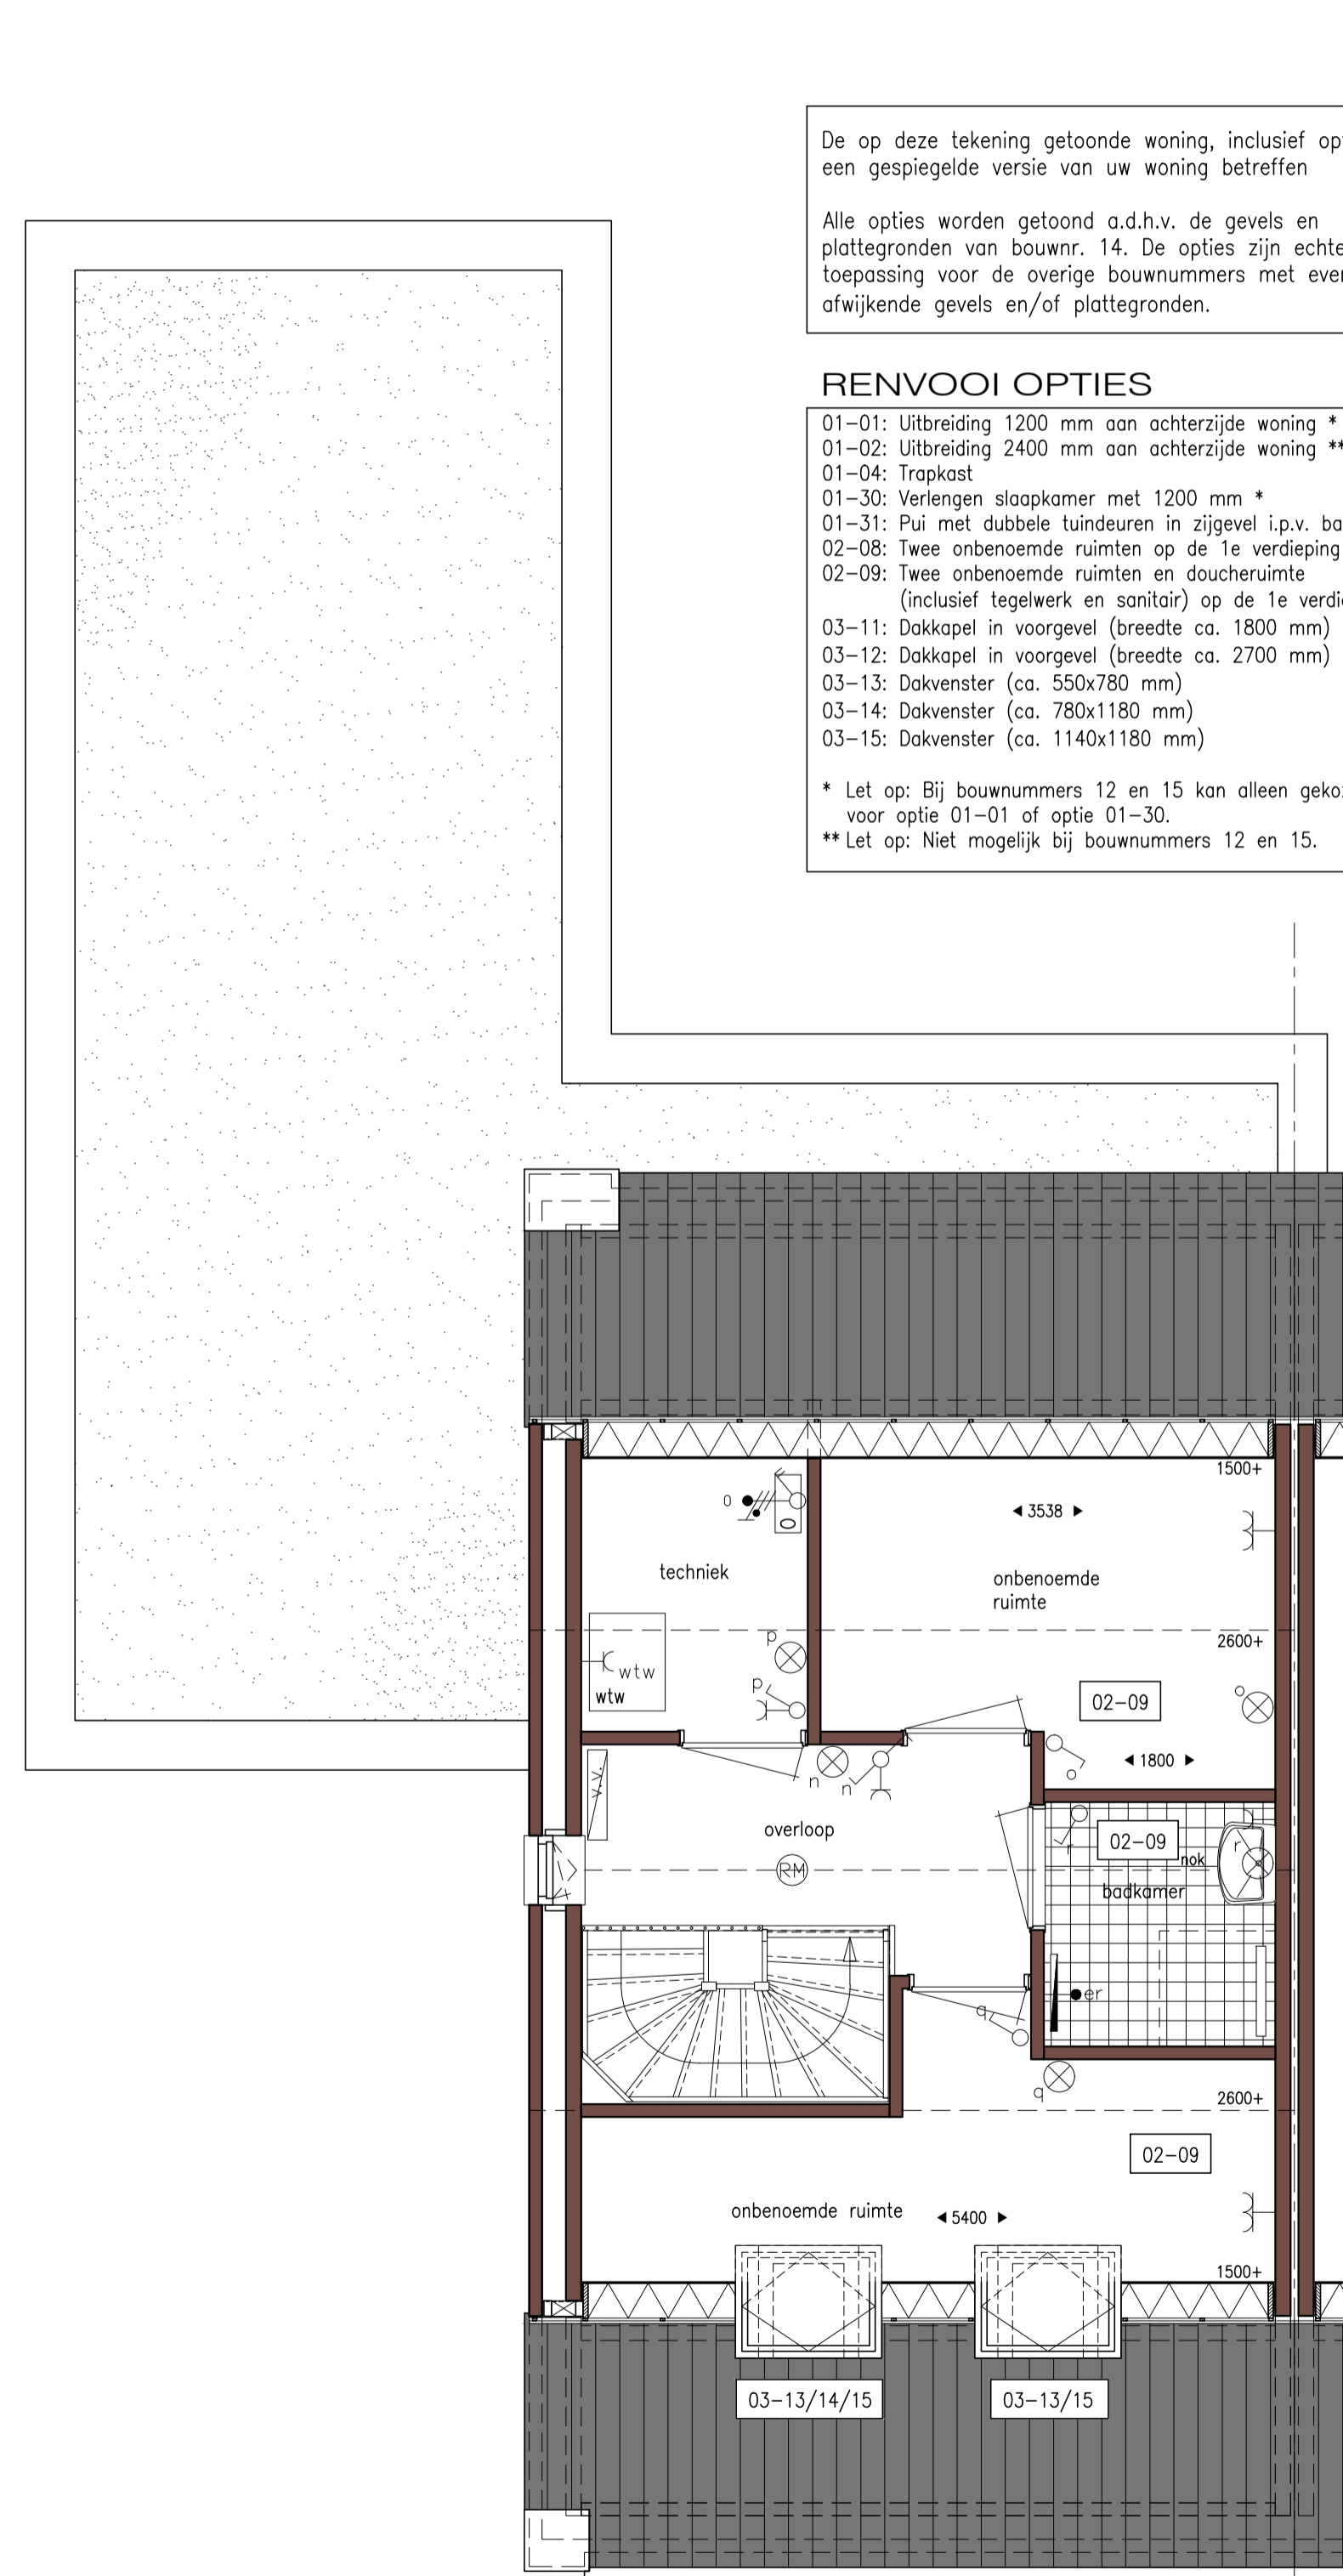 De op deze tekening getoonde woning, inclusief op
een gespiegelde versie van uw woning betreffen
Alle opties worden getoond a.d.h.v. de gevels en
plattegronden van bouwnr. 14. De opties zijn echte
toepassing voor de overige bouwnummers met eve
afwijkende gevels en/of plattegronden.
RENVOOI OPTIES
01-01: Uitbreiding 1200 mm aan achterzijde woning *
01-02: Uitbreiding 2400 mm aan achterzijde woning **
01-04: Trapkast
01-30: Verlengen slaapkamer met 1200 mm *
01-31: Pui met dubbele tuindeuren in zijgevel i.p.v. ba
02-08: Twee onbenoemde ruimten op de 1e verdieping
02-09: Twee onbenoemde ruimten en doucheruimte
(inclusief tegelwerk en sanitair) op de 1e verdi
03-11: Dakkapel in voorgevel (breedte ca. 1800 mm)
03-12: Dakkapel in voorgevel (breedte ca. 2700 mm)
03-13: Dakvenster (ca. 550x780 mm)
03-14: Dakvenster (ca. 780x1180 mm)
03-15: Dakvenster (ca. 1140x1180 mm)
* Let op: Bij bouwnummers 12 en 15 kan alleen geko
voor optie 01-01 of optie 01-30.
** Let op: Niet mogelijk bij bouwnummers 12 en 15.
1500+
0
3538
techniek
onbenoemde
ruimte
p
2600+
wtw
wtw
p
02-09
o
n
n
1800
o
v.v.
overloop
02-09
r
r
nok
RM
badkamer
er
q
q
2600+
02-09
onbenoemde ruimte
5400
1500+
03-13/14/15
03-13/15